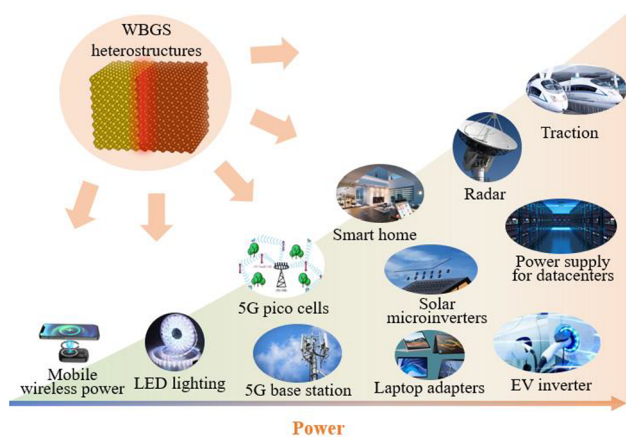 WBGS
heterostructures
Traction
Radar
Smart home
Power supply
for datacenters
5G pico cells
Solar
microinverters
Mobile
wireless power
LED lighting
5G base station
Laptop adapters
EV inverter
Power